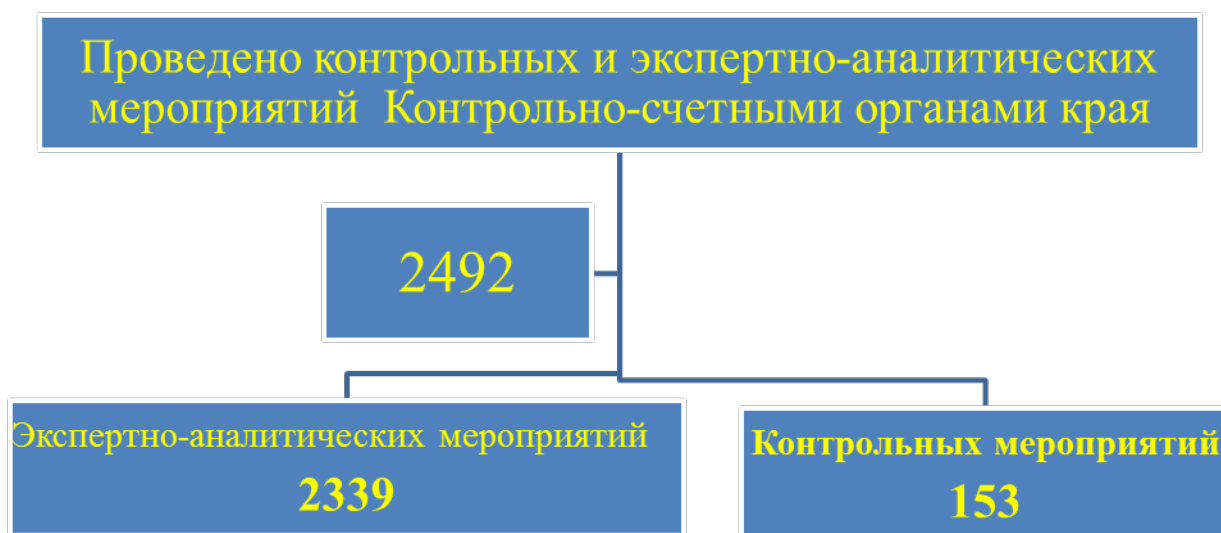 Проведено контрольных и экспертно-аналитических
мероприятий Контрольно-счетными органами края
2492
Экспертно-аналитических мероприятий
2339
Контрольных мероприятий
153